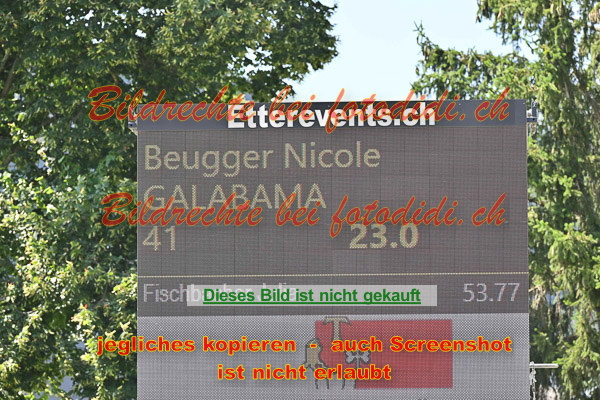 Bildrechte bei fotodidi.ch
Etterevents.ch
Beugger Nicole
GALABAMA
Bildrechte bei fotodidi.ch
41 23.0
Dieses Bild ist nicht gekauft
53.77
jegliches kopieren - auch Screenshot
ist nicht erlaubt